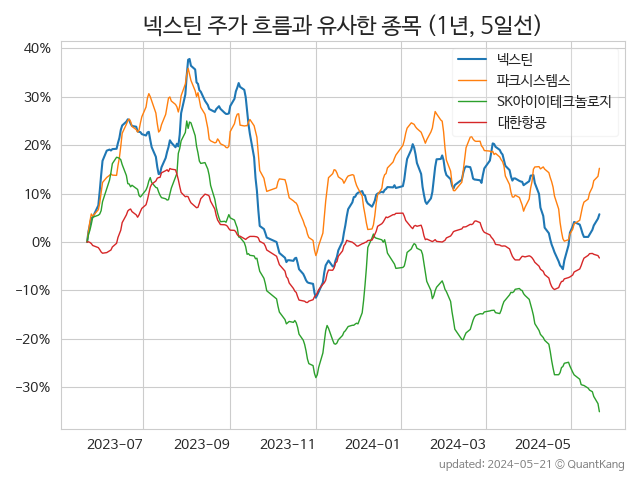 넥스틴 주가 흐름과 유사한 종목 (1년, 5일선)
넥스틴
파크시스템스
SK아이이테크놀로지
대한항공
40%
30%
20%
10%
0%
−10%
−20%
−30%
2023-07
2023-09
2023-11
2024-01
2024-03
2024-05
updated: 2024-05-21 © QuantKang